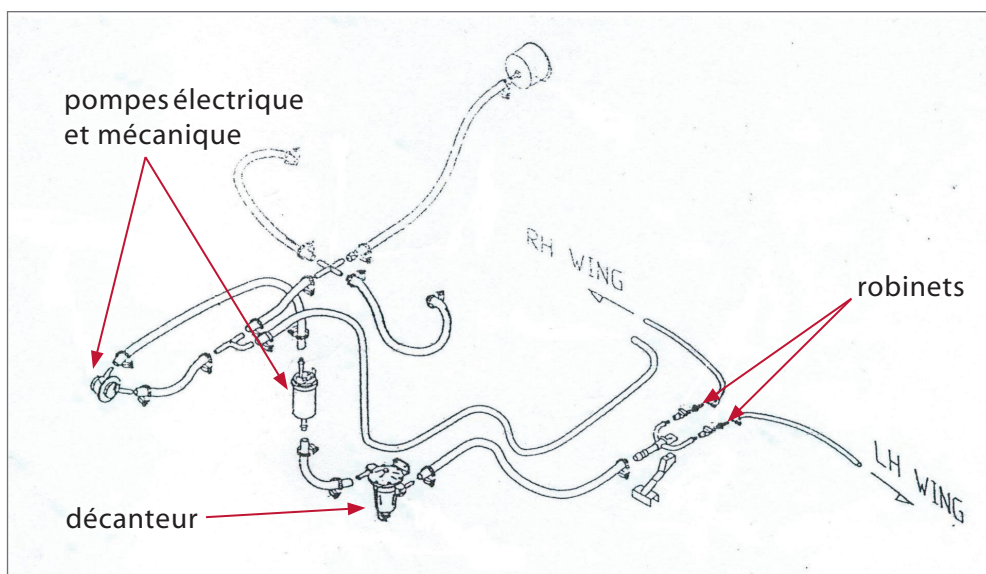 pompes électrique
et mécanique
RH WING
robinets
LH WING
décanteur